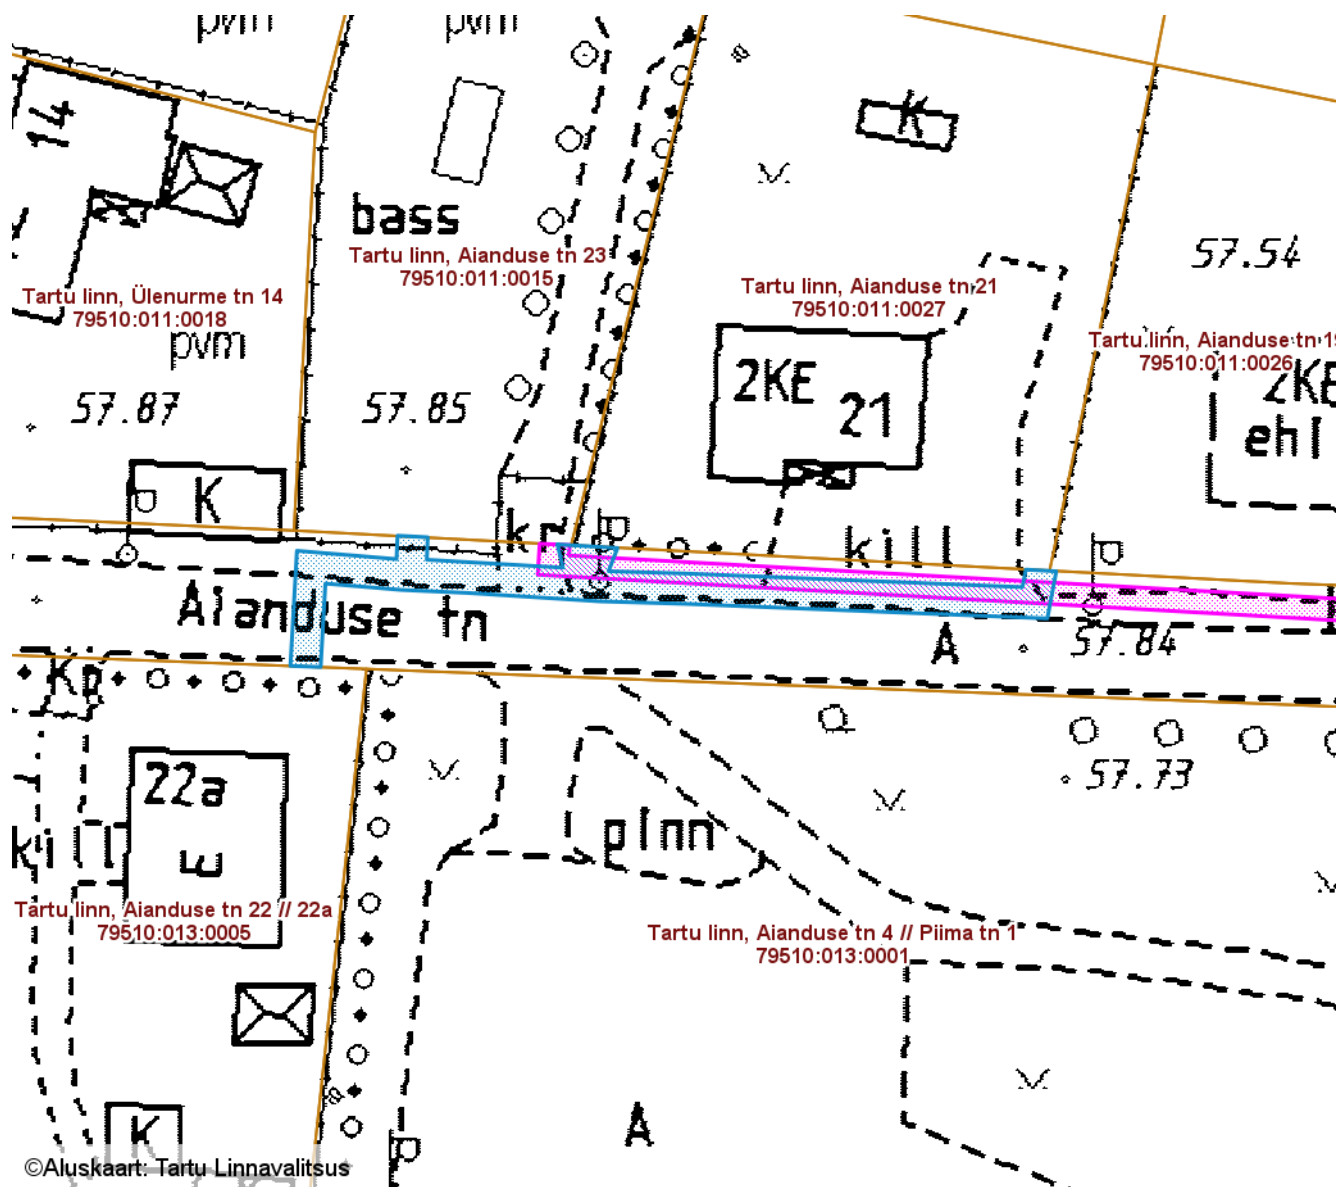 pvm
pvm
14
K
bass
57.54
Tartu linn, Aianduse tn 23
79510:011:0015
Tartu linn, Ülenurme tn 14
79510:011:0018
Tartu linn, Aianduse tn 21
79510:011:0027
pvm
Tartu linn, Aianduse tn 19
79510:011:0026
57.87
57.85
2KE
21
2KE
ehi
K
kr
kill
Aianduse tn
A
57.84
Kp
57.73
22a
E
kill
pinn
Tartu linn, Aianduse tn 22 // 22a
79510:013:0005
Tartu linn, Aianduse tn 4 // Piima tn 1
79510:013:0001
K
A
©Aluskaart: Tartu Linnavalitsus